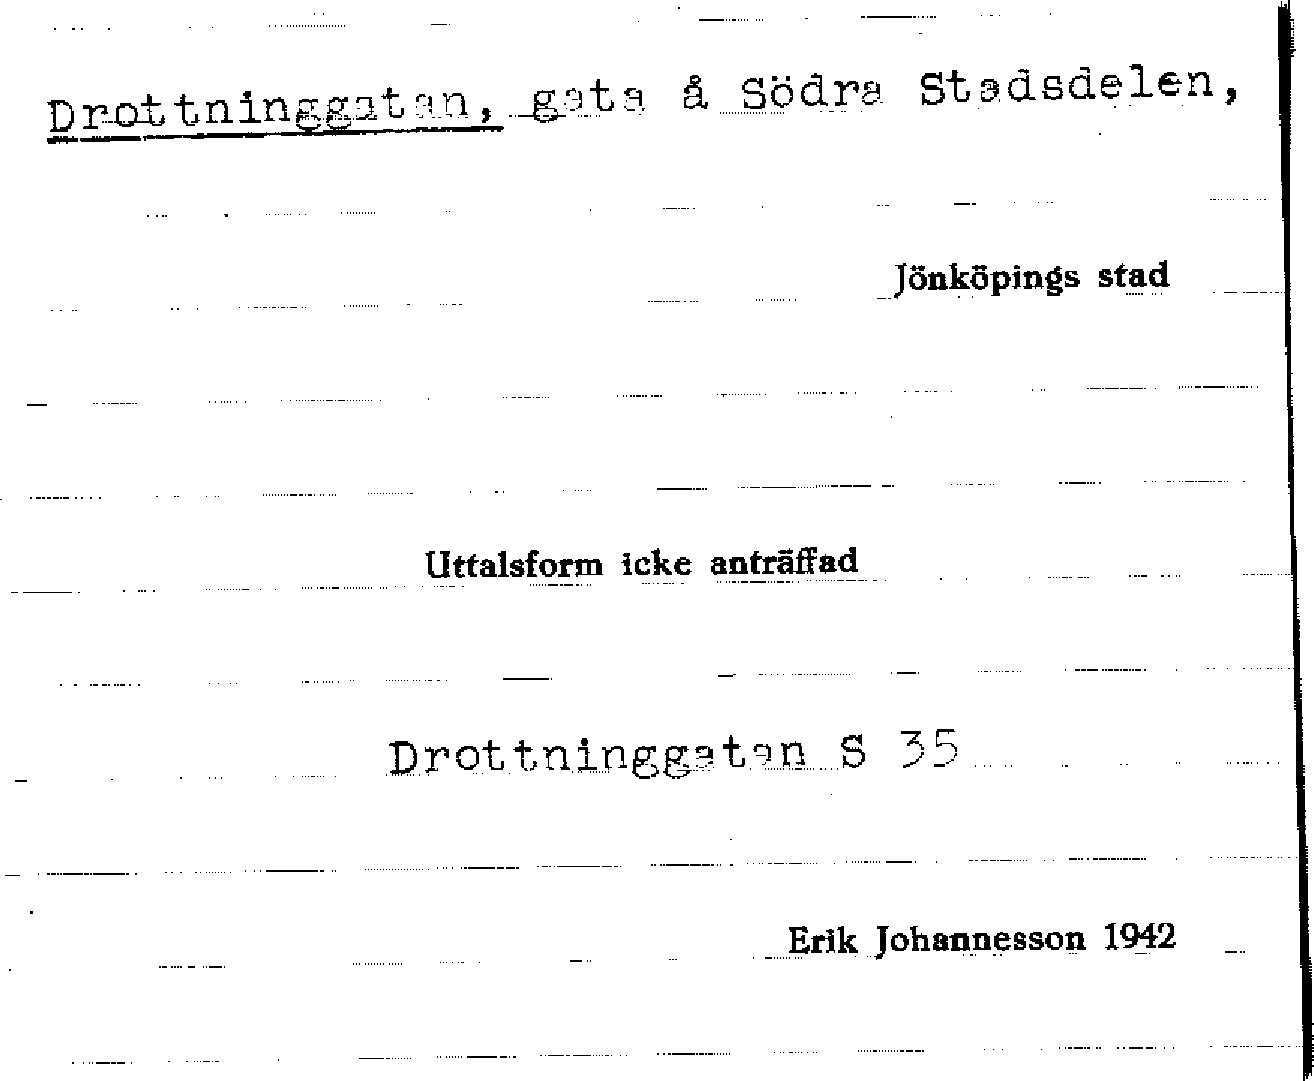 Drottninggatan, gata å Södra Stadsdelen,
Jönköpings stad
Uttalsform icke anträffad
Drottninggatan S 35
Erik Johannesson 1942